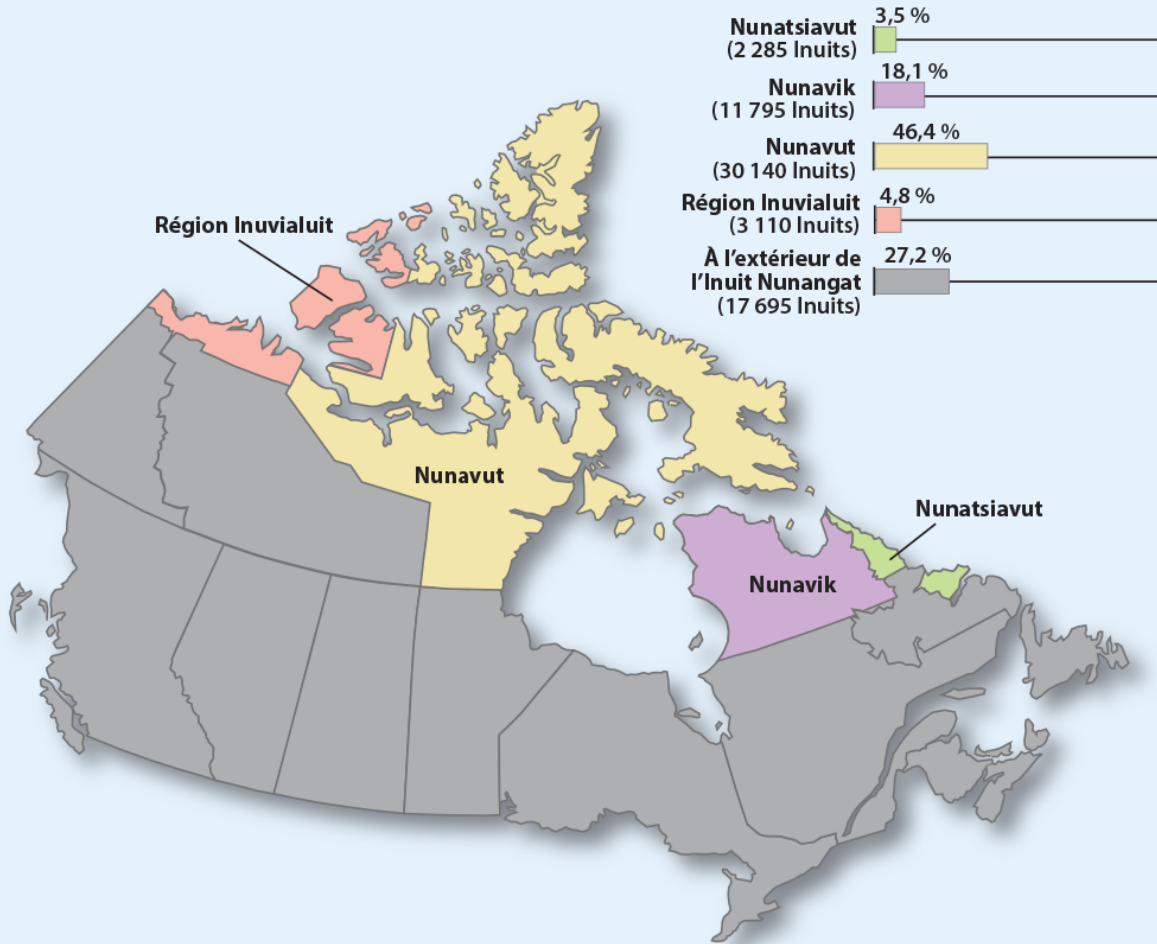 3,5 %
Nunatsiavut
(2 285 Inuits)
18,1 %
Nunavik
(11 795 Inuits)
46,4 %
Nunavut
(30 140 Inuits)
4,8 %
Région Inuvialuit
(3 110 Inuits)
27,2 %
À l’extérieur de
l’Inuit Nunangat
(17 695 Inuits)
Région Inuvialuit
Nunavut
Nunatsiavut
Nunavik